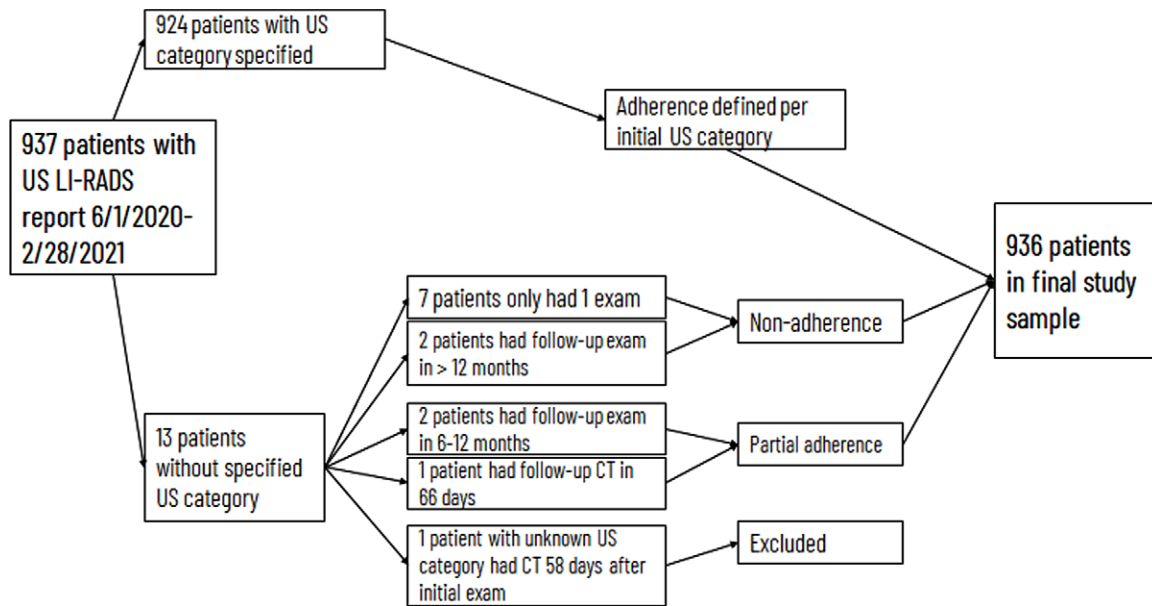 924 patients with US
category specified
Adherence defined per
initial US category
937 patients with
US LI-RADS
report 6/1/2020-
2/28/2021
936 patients
in final study
sample
7 patients only had 1 exam
2 patients had follow-up exam
in > 12 months
Non-adherence
13 patients
without specified
US category
2 patients had follow-up exam
in 6-12 months
1 patient had follow-up CT in
66 days
Partial adherence
1 patient with unknown US
category had CT 58 days after
initial exam
Excluded